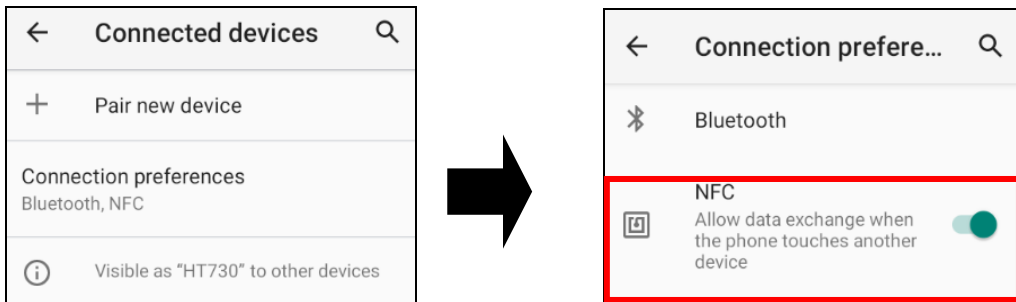 Connected devices
Pair new device
Connection preferences
Bluetooth, NFC
Visible as "HT730" to other devices
Connection prefere...
Bluetooth
NFC
Allow data exchange when
the phone touches another
device